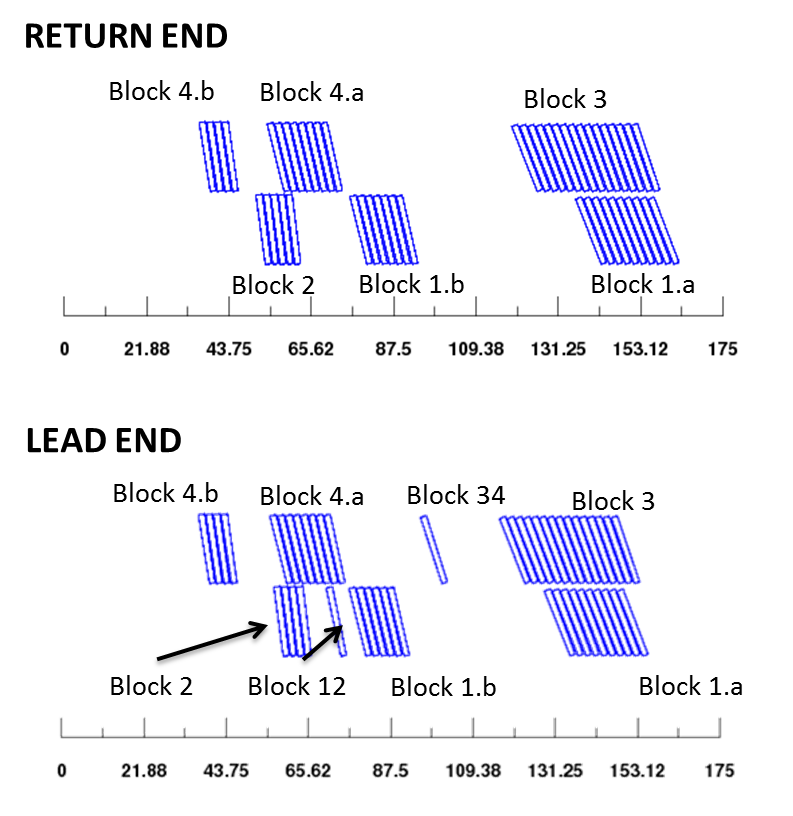 RETURN END
Block 4.b Block 4.a Block 3
Block 2 Block 1.b Block 1.a
0 21.88 43.75 65.62 87.5 109.38 131.25 153.12 175
LEAD END
Block 4.b Block 4.a Block 34 Block 3
Block 2 Block 12 Block 1.b Block 1.a
0 21.88 43.75 65.62 87.5 109.38 131.25 153.12 175